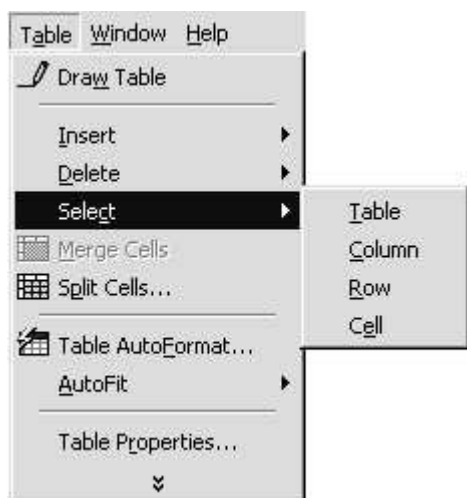 Table Window Help
Draw Table
Insert
Delete
Select
Table
Column
Row
Cell
Merge Cells
Split Cells...
Table AutoFormat...
AutoFit
Table Properties...